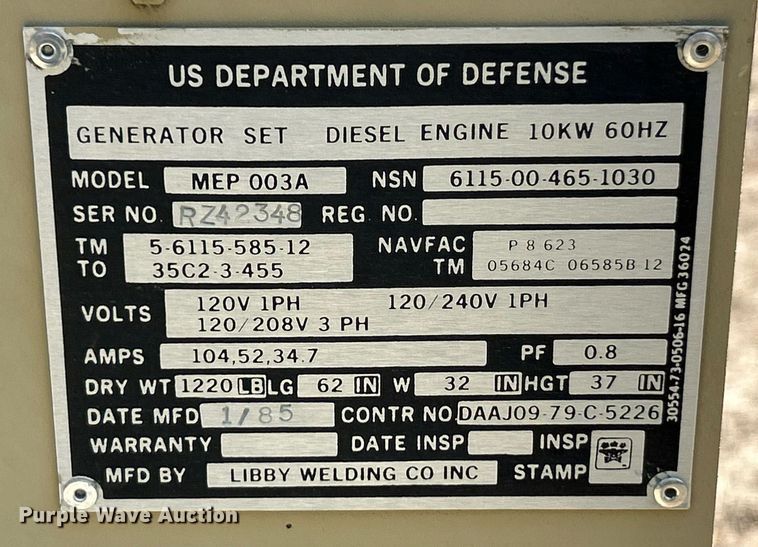 US DEPARTMENT OF DEFENSE
GENERATOR SET DIESEL ENGINE 10KW 60HZ
MODEL MEP 003A NSN 6115-00-465-1030
SER NO. RZ42348 REG. NO.
TM 5-6115-585-12 NAVFAC P 8 623
TO 35C2-3-455 TM 05684C 06585B 12
VOLTS 120V 1PH 120/240V 1PH
120/208V 3 PH
AMPS 104,52,34.7 PF 0.8
DRY WT 1220 LB LG 62 IN W 32 IN HGT 37 IN
DATE MFD 1/85 CONTR NO. DAAJ09-79-C-5226
WARRANTY DATE INSP INSP
MFD BY LIBBY WELDING CO INC STAMP
30554-73-0506-16 MFG 36024
Purple Wave Auction